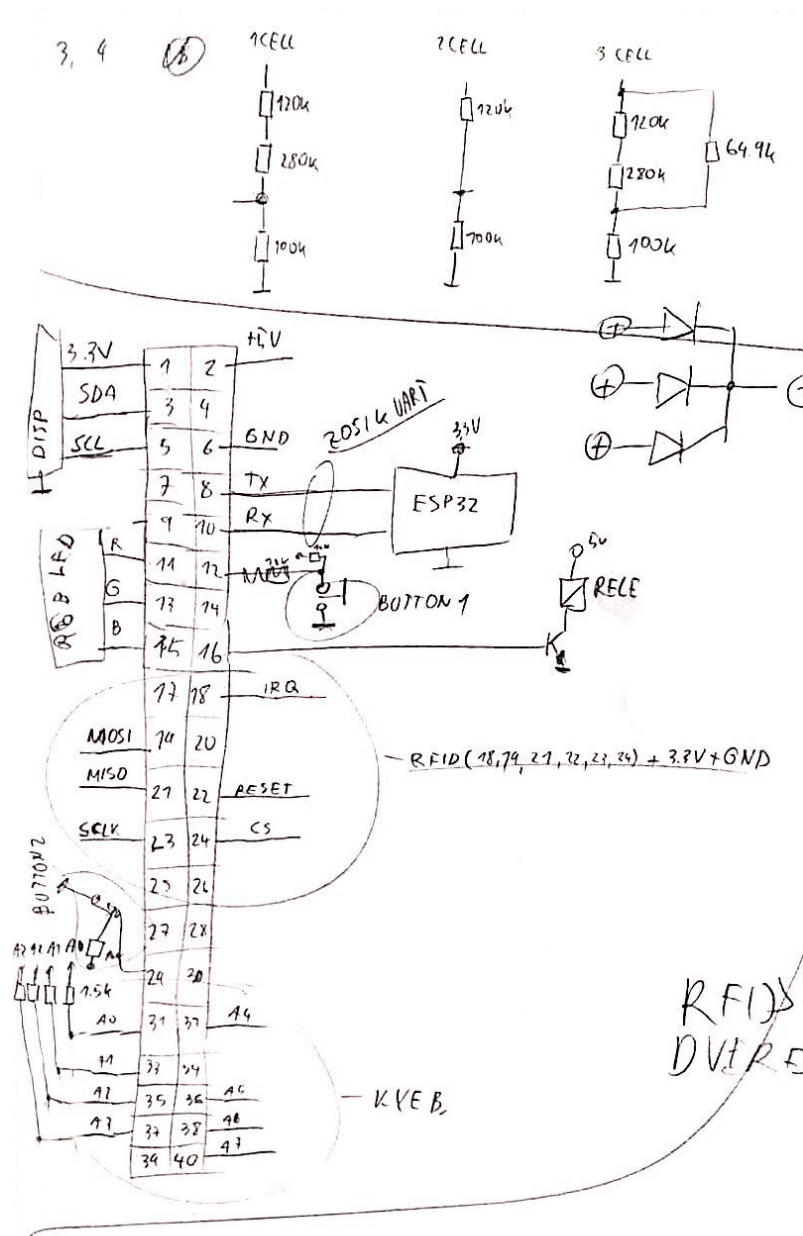 3, 4
1 CELL
120k
280k
100k
2 CELL
120k
100k
3 CELL
120k
280k
100k
64.9k
DISP
3.3V
SDA
SCL
1 2
3 4
5 6
7 8
9 10
11 12
13 14
15 16
17 18
19 20
21 22
23 24
25 26
27 28
29 30
31 32
33 34
35 36
37 38
39 40
+5V
GND
TX
RX
ZOSIK UART
3,3V
ESP32
RGB LED
R
G
B
BUTTON 1
5V
RELE
IRQ
MOSI
MISO
RESET
SCLK
CS
RFID (18,19,21,22,23,24) + 3.3V + GND
BUTTON2
A3 A2 A1 A0
1.5k
A0
A1
A2
A3
A4
A5
A6
A7
KYEB.
RFID
DVERE